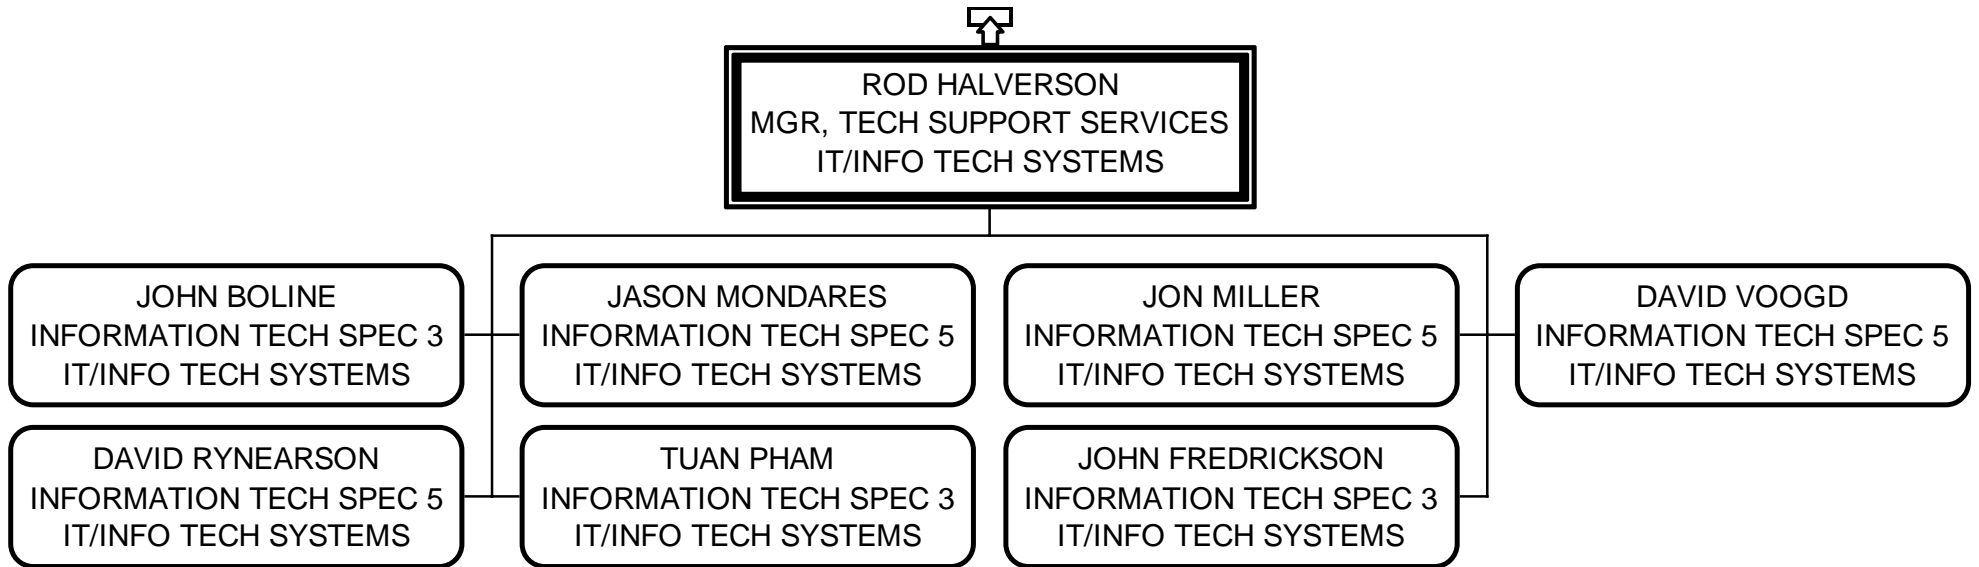 ROD HALVERSON
MGR, TECH SUPPORT SERVICES
IT/INFO TECH SYSTEMS
JOHN BOLINE
INFORMATION TECH SPEC 3
IT/INFO TECH SYSTEMS
JASON MONDARES
INFORMATION TECH SPEC 5
IT/INFO TECH SYSTEMS
JON MILLER
INFORMATION TECH SPEC 5
IT/INFO TECH SYSTEMS
DAVID VOOGD
INFORMATION TECH SPEC 5
IT/INFO TECH SYSTEMS
DAVID RYNEARSON
INFORMATION TECH SPEC 5
IT/INFO TECH SYSTEMS
TUAN PHAM
INFORMATION TECH SPEC 3
IT/INFO TECH SYSTEMS
JOHN FREDRICKSON
INFORMATION TECH SPEC 3
IT/INFO TECH SYSTEMS